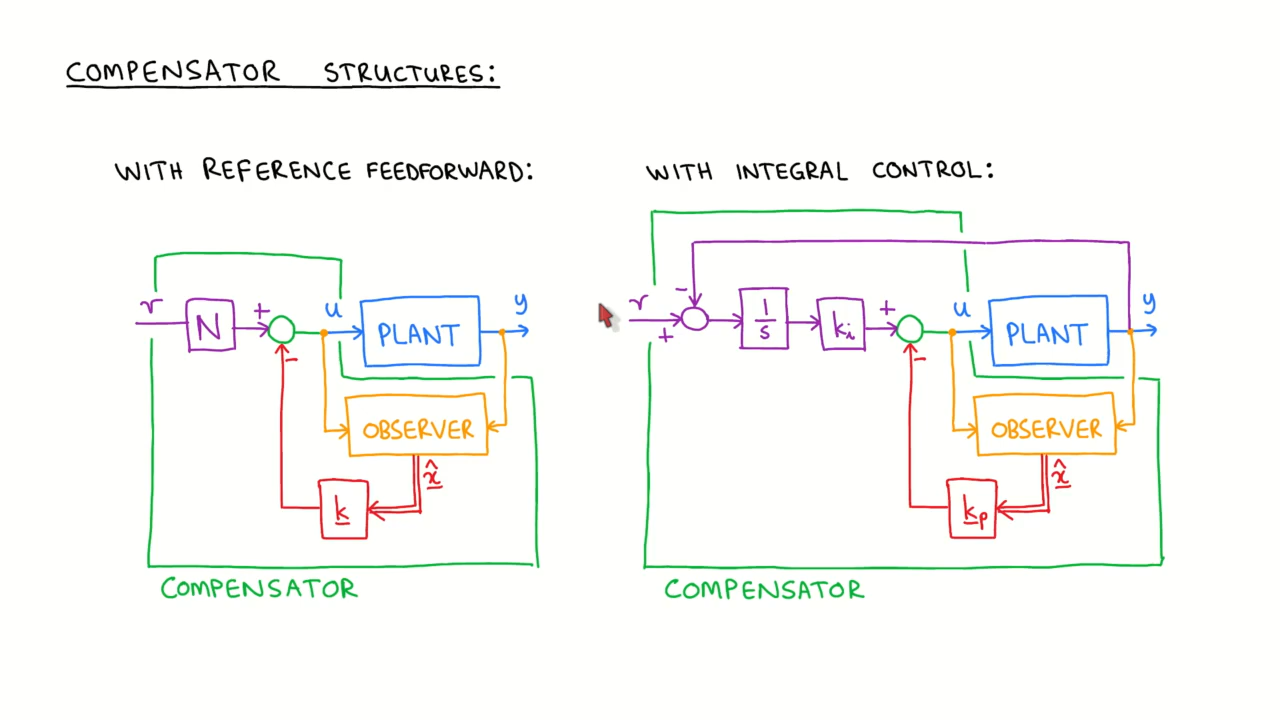 COMPENSATOR STRUCTURES:
WITH REFERENCE FEEDFORWARD:
r
N
+
-
u
PLANT
y
OBSERVER
x̂
k
COMPENSATOR
WITH INTEGRAL CONTROL:
r
+
-
1/s
ki
+
-
u
PLANT
y
OBSERVER
x̂
kp
COMPENSATOR